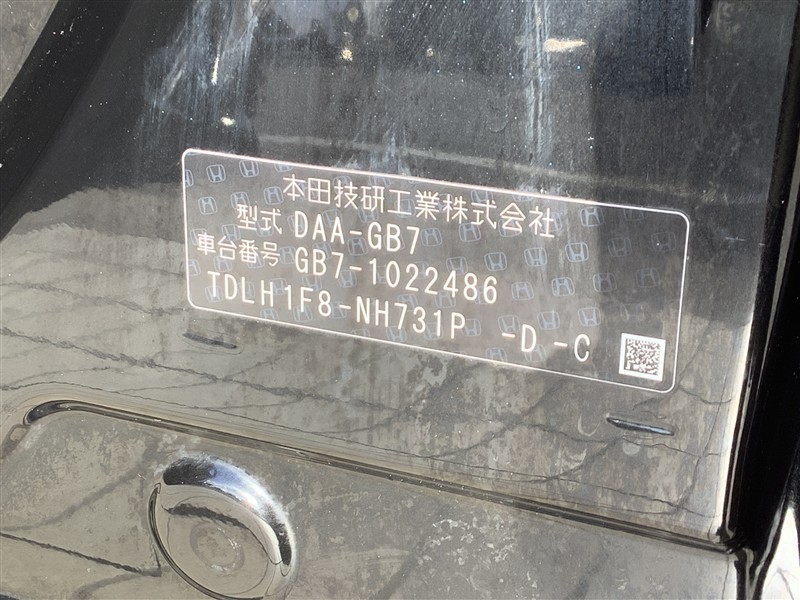 本田技研工業株式会社
型式 DAA-GB7
車台番号 GB7-1022486
TDLH1F8-NH731P -D -C